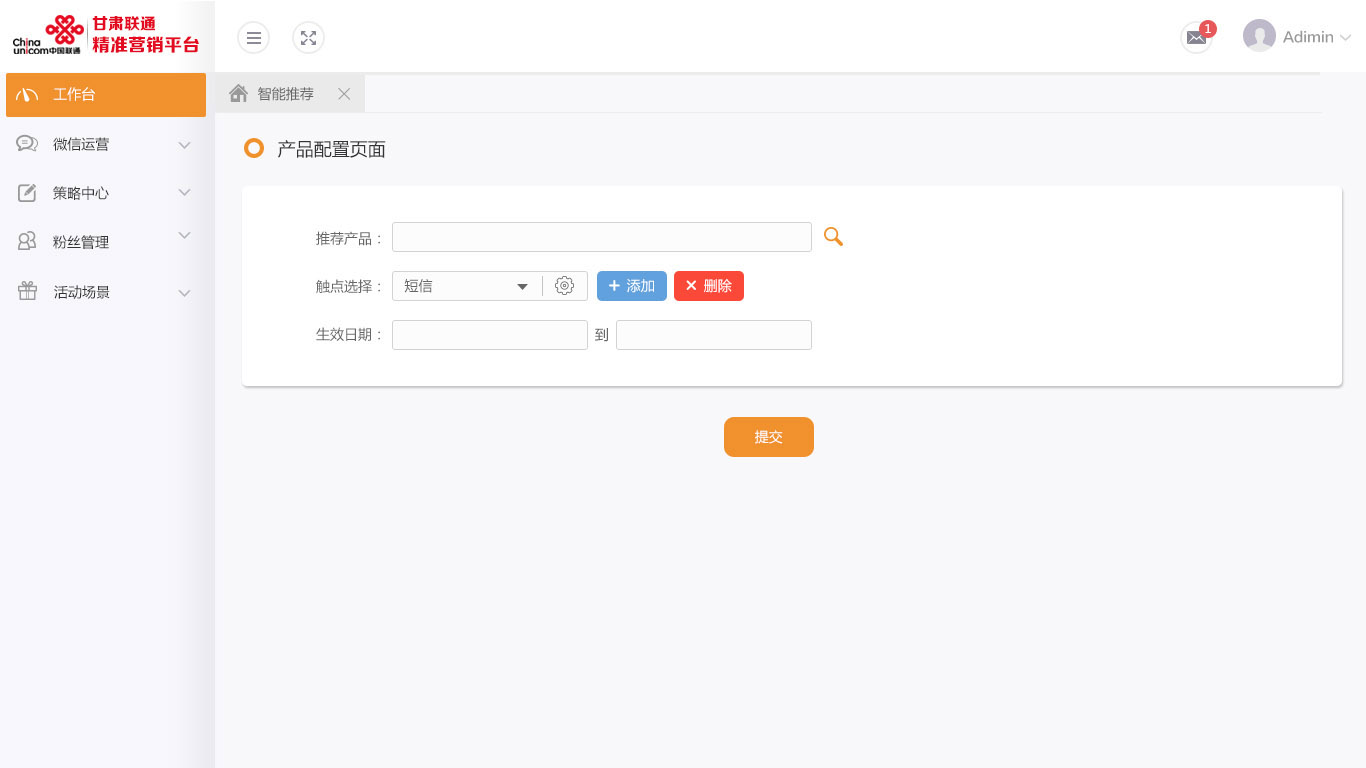 China
unicom中国联通
甘肃联通
精准营销平台
1
Adimin
工作台
微信运营
策略中心
粉丝管理
活动场景
智能推荐
产品配置页面
推荐产品：
触点选择： 短信 添加 删除
生效日期： 到
提交